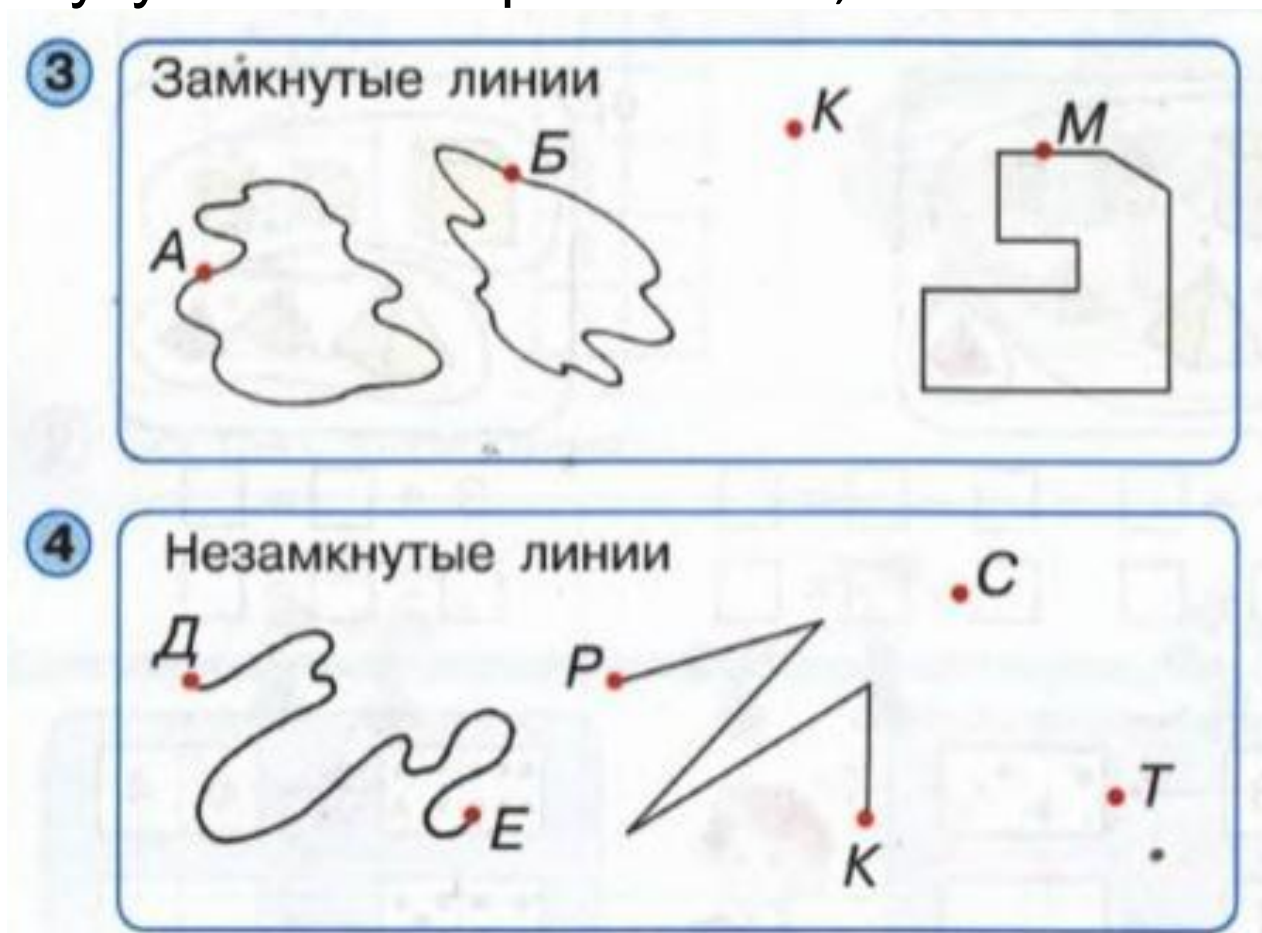 3
Замкнутые линии
К
М
Б
А
4
Незамкнутые линии
С
Д
Р
Т
Е
К